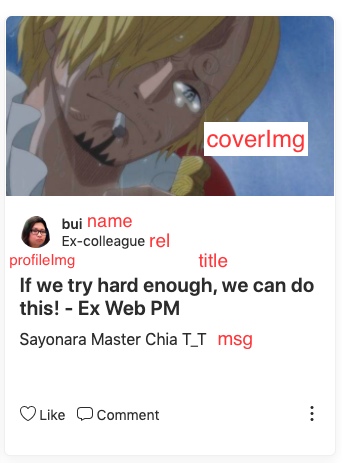 coverImg
bui name
Ex-colleague rel
profileImg title
If we try hard enough, we can do
this! - Ex Web PM
Sayonara Master Chia T_T msg
Like Comment